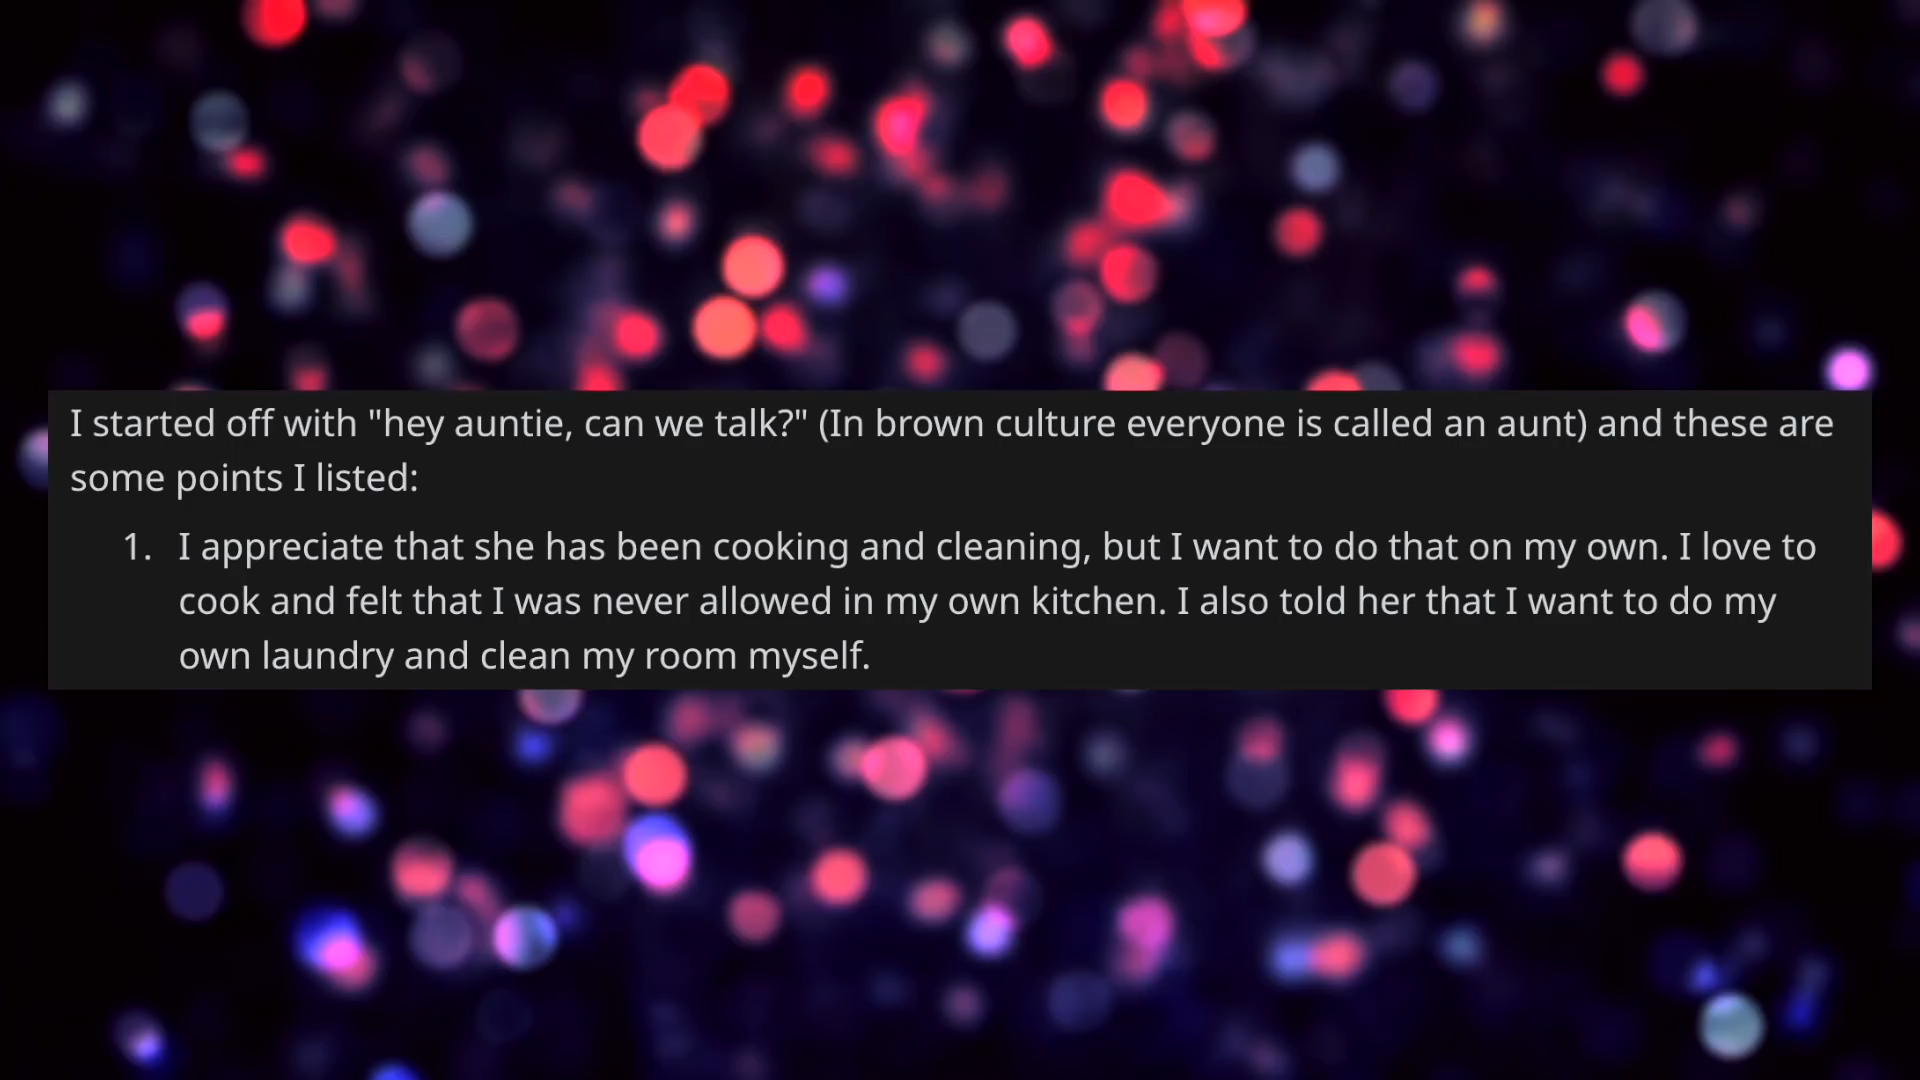 I started off with "hey auntie, can we talk?" (In brown culture everyone is called an aunt) and these are
some points I listed:
1. I appreciate that she has been cooking and cleaning, but I want to do that on my own. I love to
cook and felt that I was never allowed in my own kitchen. I also told her that I want to do my
own laundry and clean my room myself.